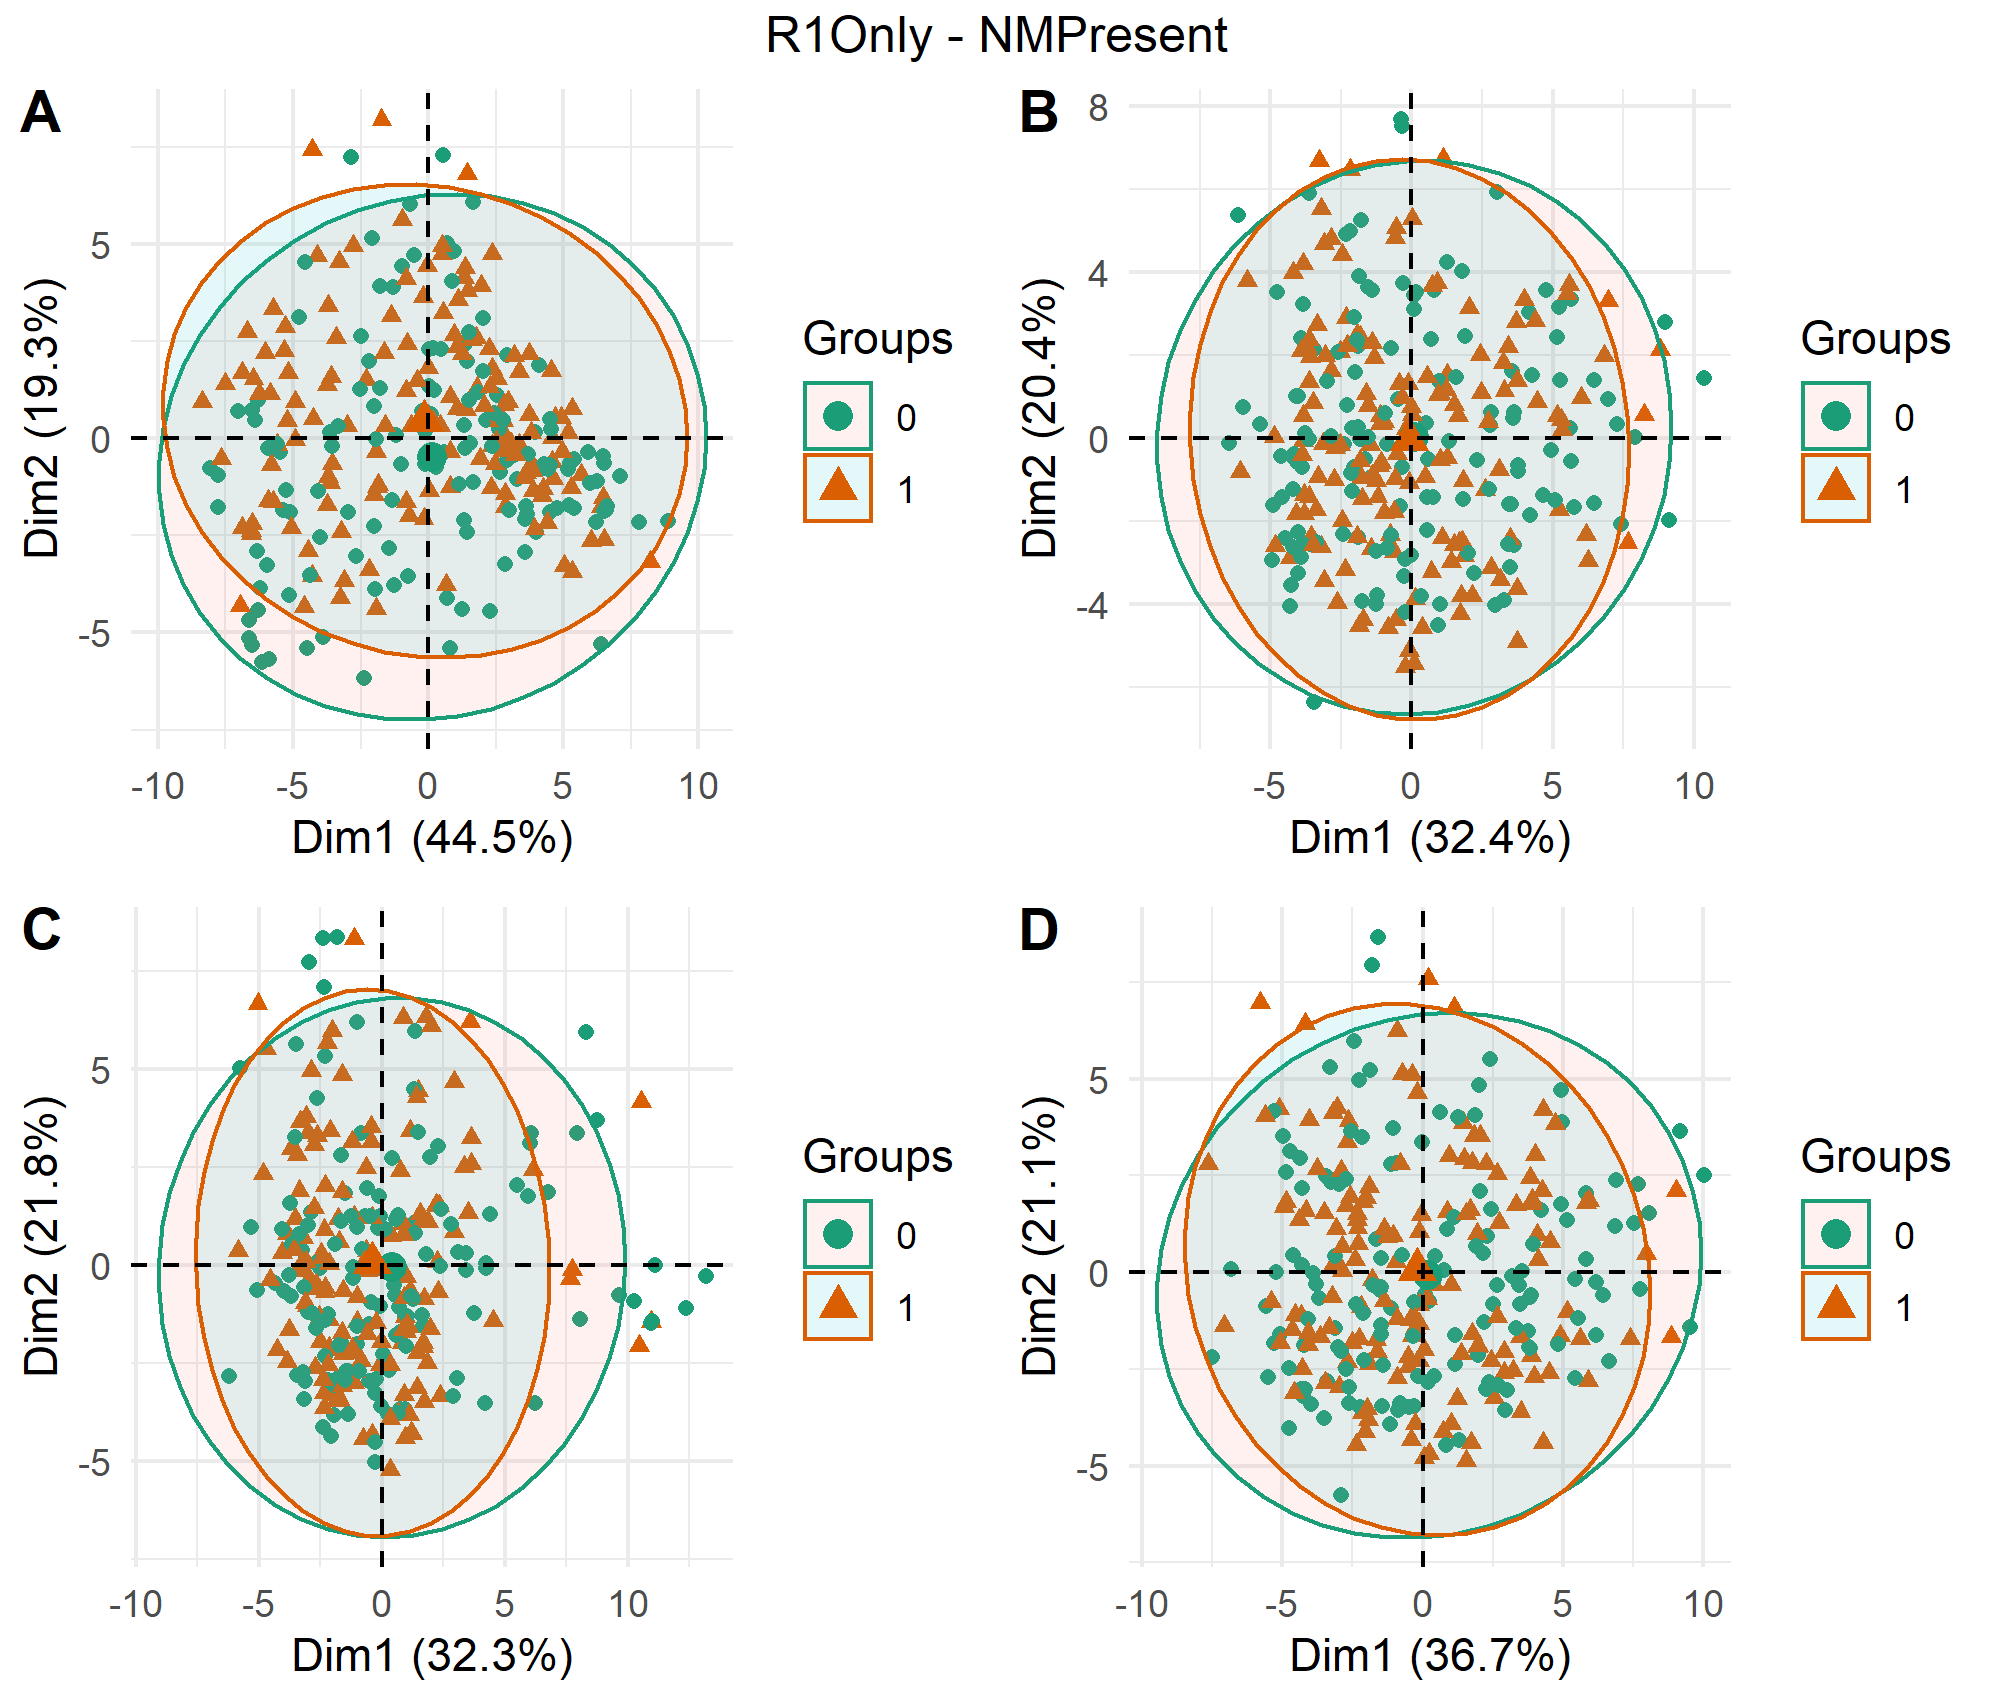 R1Only - NMPresent
A
5
0
-5
-10 -5 0 5 10
Dim1 (44.5%)
Dim2 (19.3%)
Groups
0
1
B
8
4
0
-4
-5 0 5 10
Dim1 (32.4%)
Dim2 (20.4%)
Groups
0
1
C
5
0
-5
-10 -5 0 5 10
Dim1 (32.3%)
Dim2 (21.8%)
Groups
0
1
D
5
0
-5
-10 -5 0 5 10
Dim1 (36.7%)
Dim2 (21.1%)
Groups
0
1